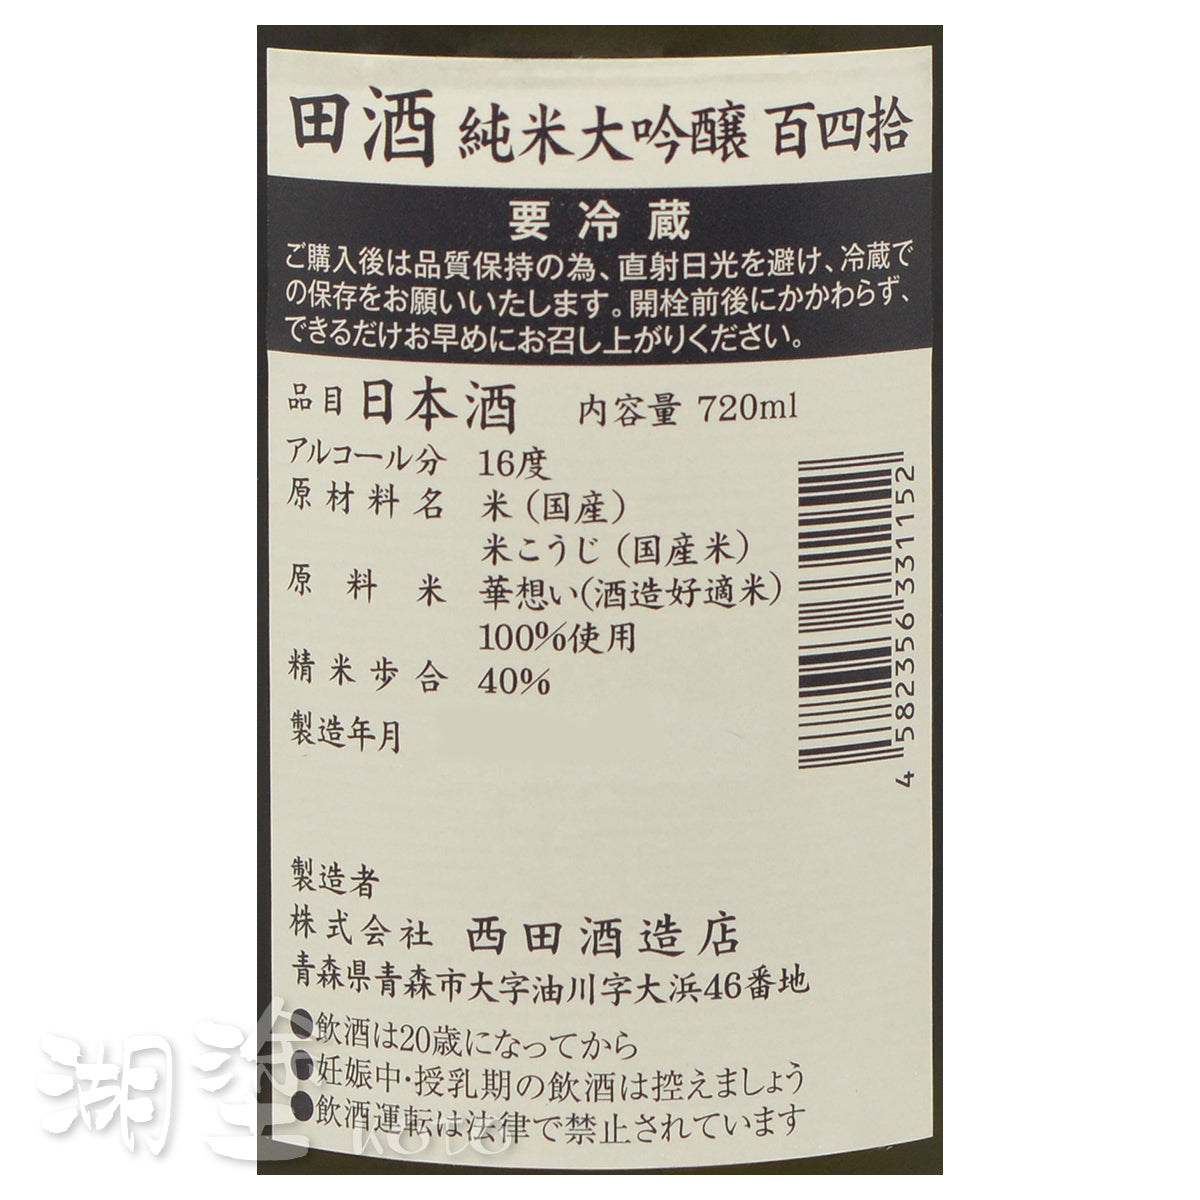 田酒 純米大吟醸 百四拾
要冷蔵
ご購入後は品質保持の為、直射日光を避け、冷蔵で
の保存をお願いいたします。開栓前後にかかわらず、
できるだけお早めにお召し上がりください。
品目 日本酒 内容量 720ml
アルコール分 16度
原材料名 米（国産）
米こうじ（国産米）
原料米 華想い(酒造好適米)
100%使用
精米歩合 40%
製造年月
4 582356 331152
製造者
株式会社 西田酒造店
青森県青森市大字油川字大浜46番地
●飲酒は20歳になってから
●妊娠中・授乳期の飲酒は控えましょう
●飲酒運転は法律で禁止されています
湖塗 KOTO